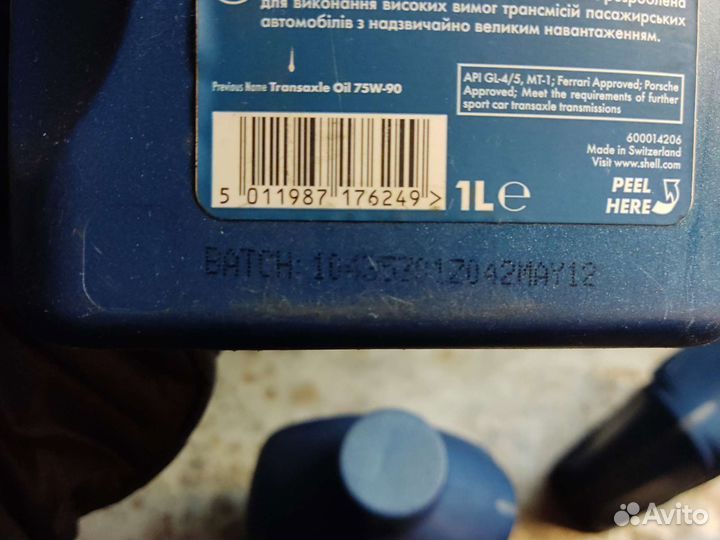 розроблена
для виконання високих вимог трансмісій пасажирських
автомобілів з надзвичайно великим навантаженням.
Previous Name Transaxle Oil 75W-90
API GL-4/5, MT-1; Ferrari Approved; Porsche
Approved; Meet the requirements of further
sport car transaxle transmissions
600014206
Made in Switzerland
Visit www.shell.com
PEEL
HERE
5 011987 176249 >
1L e
BATCH: MAY12
Avito